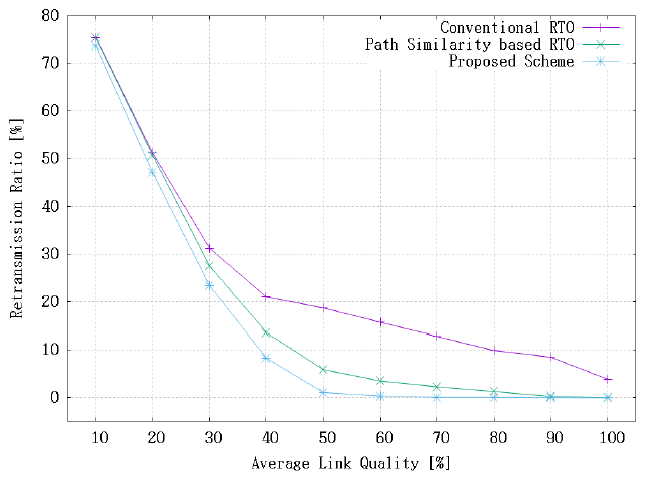 Conventional RTO
Path Similarity based RTO
Proposed Scheme
80
70
60
50
40
30
20
10
0
Retransmission Ratio [%]
10 20 30 40 50 60 70 80 90 100
Average Link Quality [%]